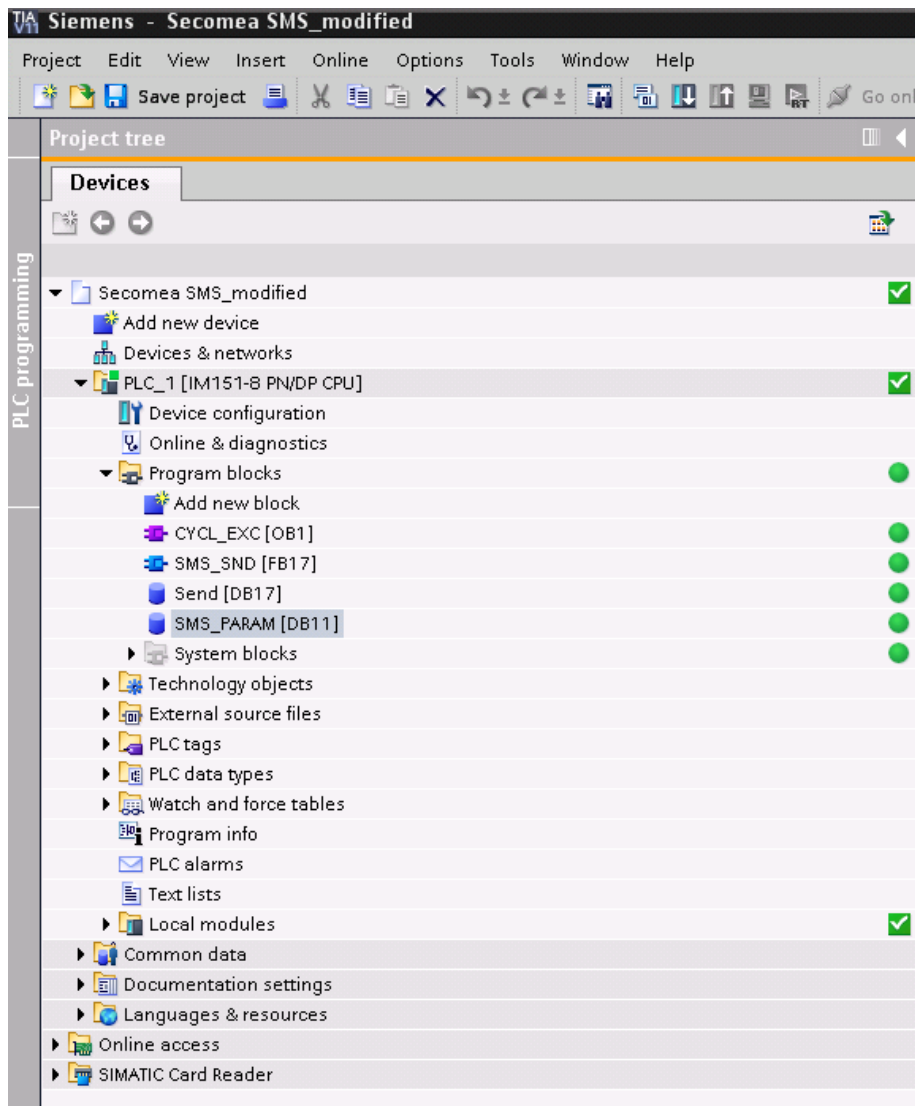 TIA V11 Siemens - Secomea SMS_modified
Project Edit View Insert Online Options Tools Window Help
Save project Go onl
Project tree
Devices
PLC programming
Secomea SMS_modified
Add new device
Devices & networks
PLC_1 [IM151-8 PN/DP CPU]
Device configuration
Online & diagnostics
Program blocks
Add new block
CYCL_EXC [OB1]
SMS_SND [FB17]
Send [DB17]
SMS_PARAM [DB11]
System blocks
Technology objects
External source files
PLC tags
PLC data types
Watch and force tables
Program info
PLC alarms
Text lists
Local modules
Common data
Documentation settings
Languages & resources
Online access
SIMATIC Card Reader